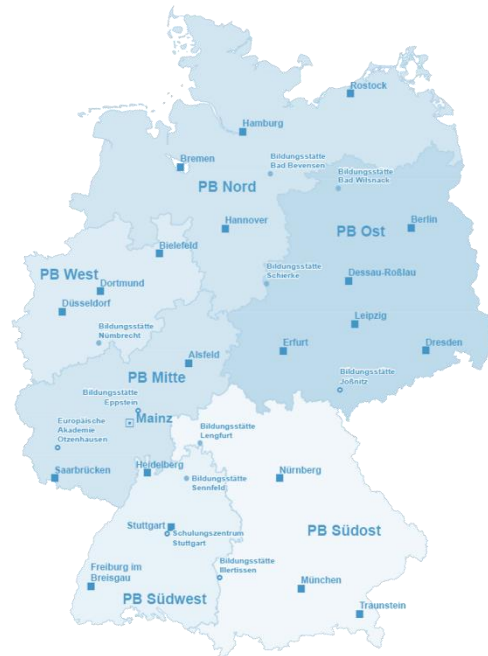 Rostock
Hamburg
Bremen
Bildungsstätte
Bad Bevensen
Bildungsstätte
Bad Wilsnack
PB Nord
Hannover
Berlin
PB Ost
Bielefeld
PB West
Bildungsstätte
Schierke
Dessau-Roßlau
Dortmund
Düsseldorf
Leipzig
Bildungsstätte
Nümbrecht
Erfurt
Dresden
Alsfeld
PB Mitte
Bildungsstätte
Jößnitz
Bildungsstätte
Eppstein
Mainz
Europäische
Akademie
Otzenhausen
Bildungsstätte
Lengfurt
Saarbrücken
Heidelberg
Bildungsstätte
Sennfeld
Nürnberg
Stuttgart
Schulungszentrum
Stuttgart
PB Südost
Freiburg im
Breisgau
Bildungsstätte
Illertissen
München
PB Südwest
Traunstein